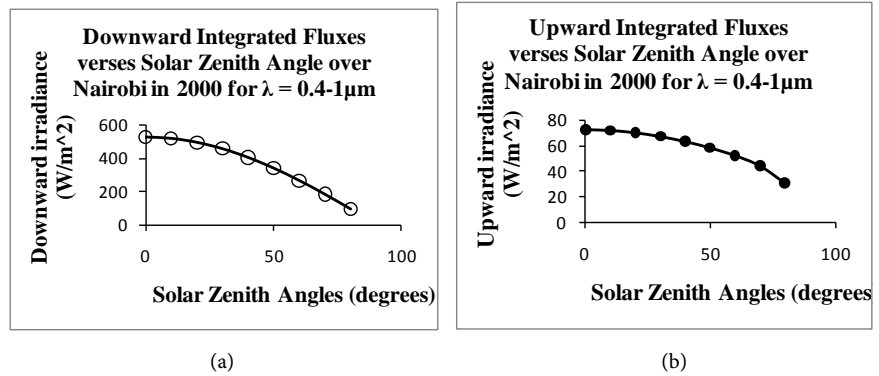 Downward Integrated Fluxes
verses Solar Zenith Angle over
Nairobi in 2000 for λ = 0.4-1μm
Downward irradiance
(W/m^2)
600
400
200
0
0
50
100
Solar Zenith Angles (degrees)
(a)
Upward Integrated Fluxes
verses Solar Zenith Angle over
Nairobi in 2000 for λ = 0.4-1μm
Upward irradiance
(W/m^2)
80
60
40
20
0
0
50
100
Solar Zenith Angles (degrees
(b)